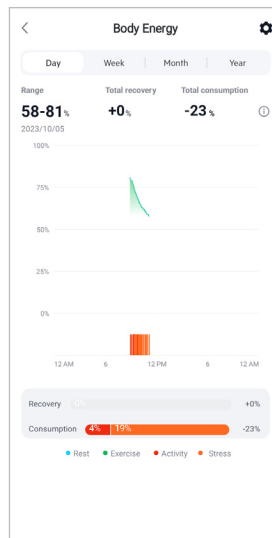 Body Energy
Day Week Month Year
Range Total recovery Total consumption
58-81% +0% -23 %
2023/10/05
100%
75%
50%
25%
0%
12 AM 6 12 PM 6 12 AM
Recovery 0% +0%
Consumption 4% 19% -23%
Rest Exercise Activity Stress